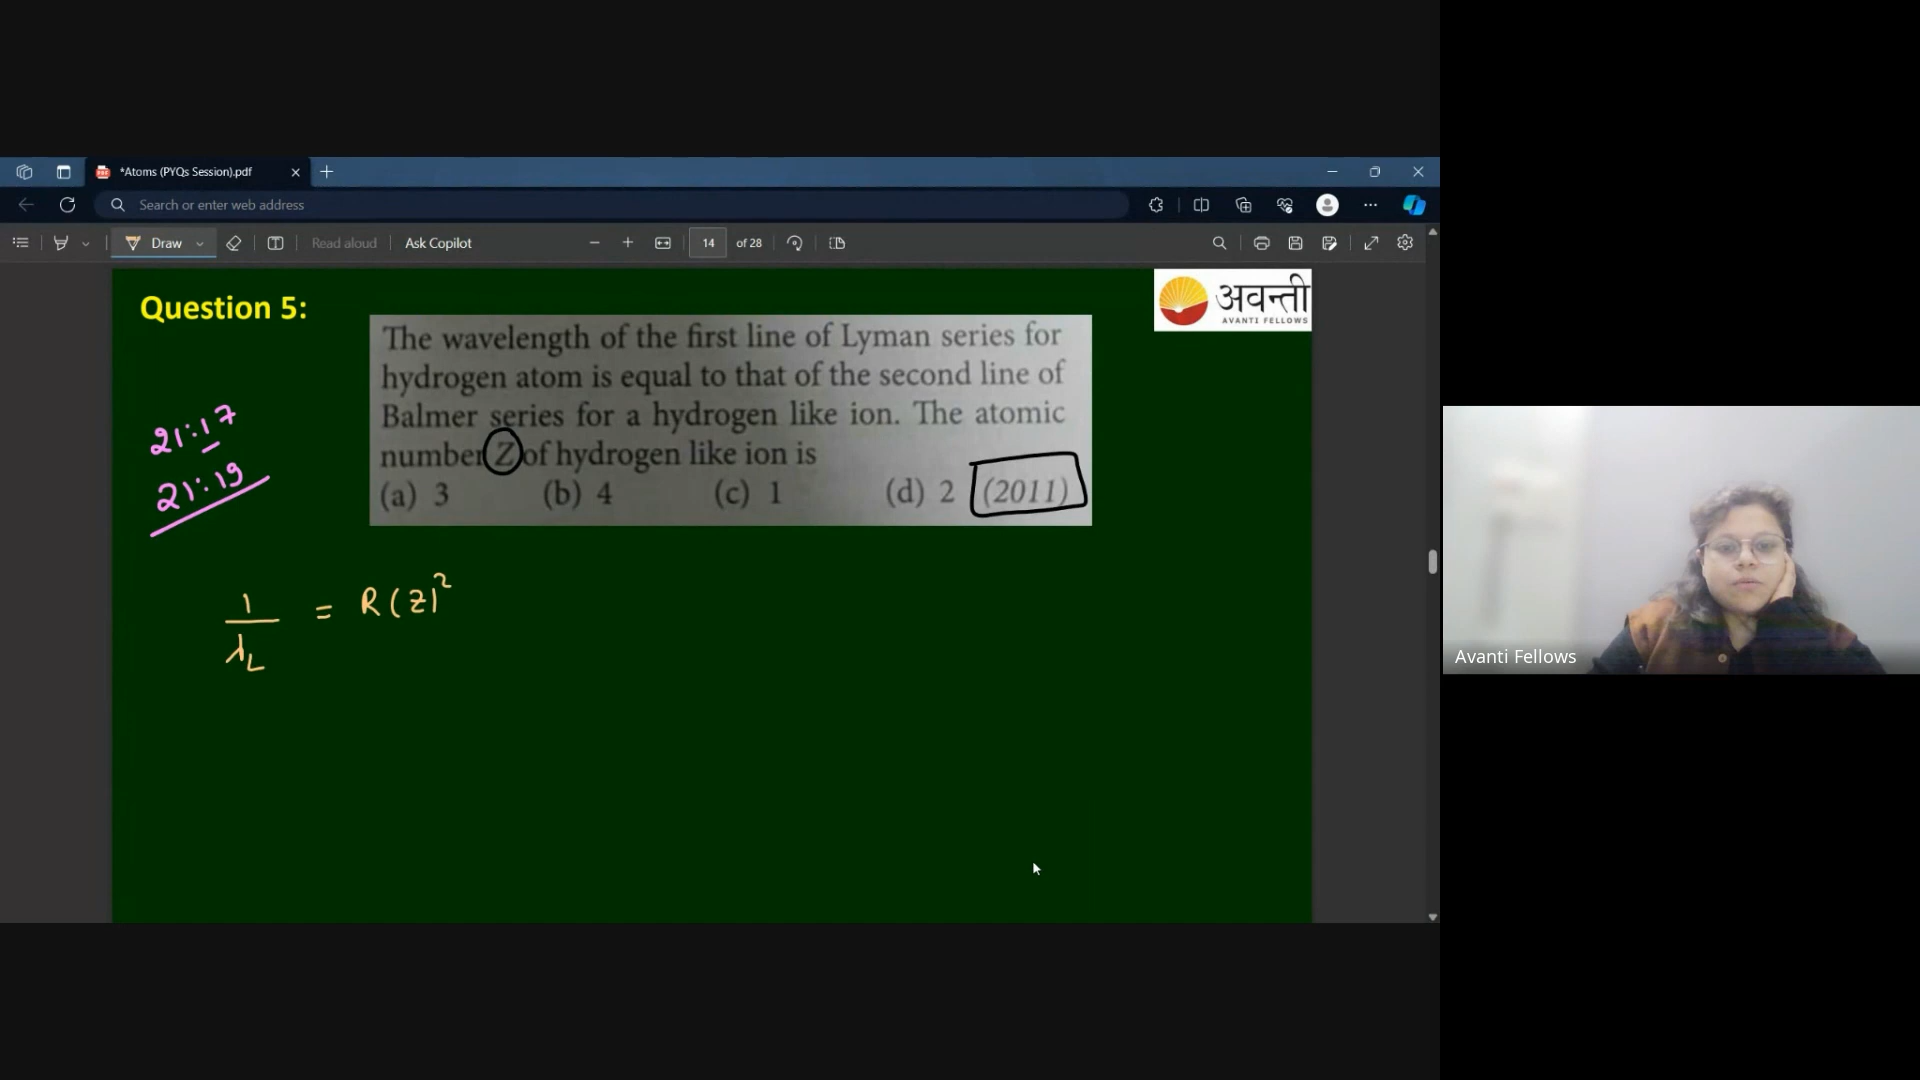 *Atoms (PYQs Session).pdf
Search or enter web address
Draw
Read aloud
Ask Copilot
14
of 28
Question 5:
अवन्ती
AVANTI FELLOWS
The wavelength of the first line of Lyman series for
hydrogen atom is equal to that of the second line of
Balmer series for a hydrogen like ion. The atomic
number Z of hydrogen like ion is
(a) 3 (b) 4 (c) 1 (d) 2 (2011)
21:17
21:19
1/λL = R(Z)²
Avanti Fellows